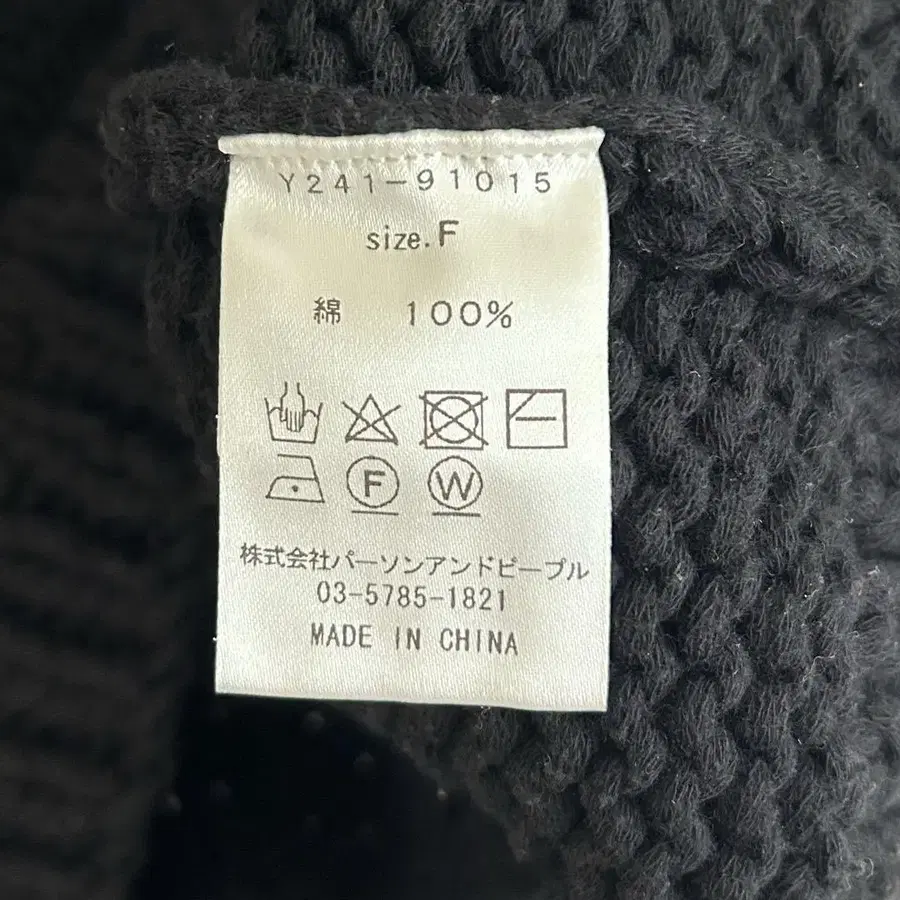 Y241-91015
size.F
綿 100%
F W
株式会社パーソンアンドピープル
03-5785-1821
MADE IN CHINA